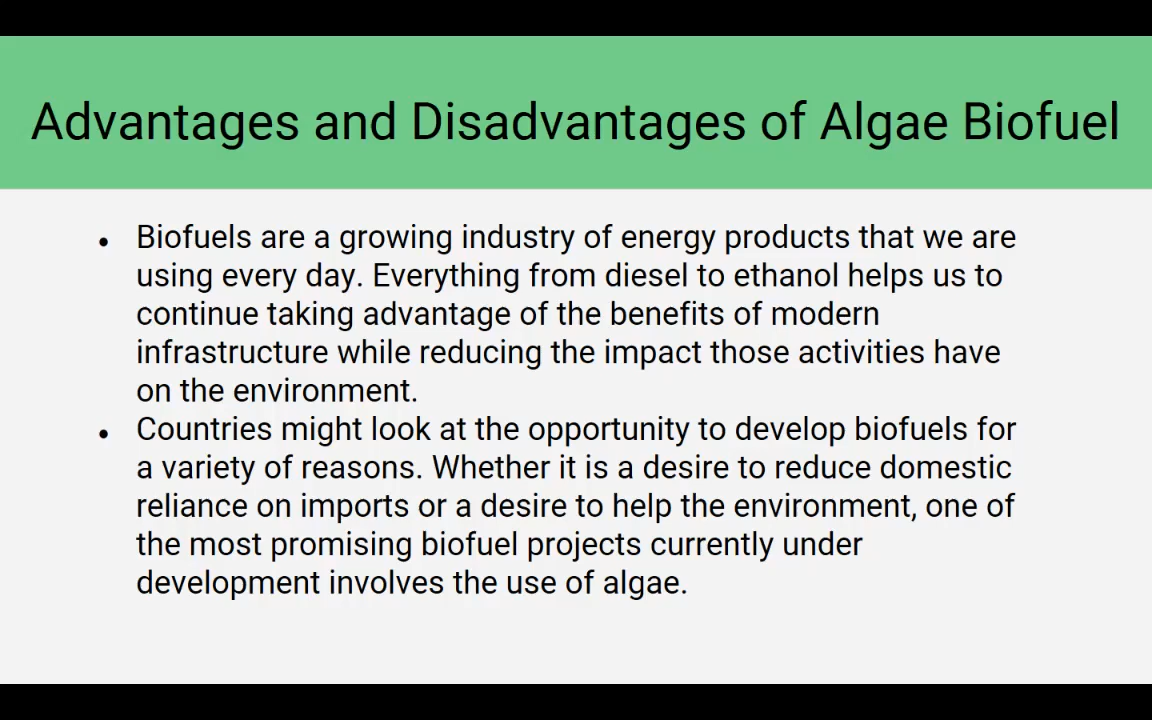 Advantages and Disadvantages of Algae Biofuel
• Biofuels are a growing industry of energy products that we are
using every day. Everything from diesel to ethanol helps us to
continue taking advantage of the benefits of modern
infrastructure while reducing the impact those activities have
on the environment.
• Countries might look at the opportunity to develop biofuels for
a variety of reasons. Whether it is a desire to reduce domestic
reliance on imports or a desire to help the environment, one of
the most promising biofuel projects currently under
development involves the use of algae.